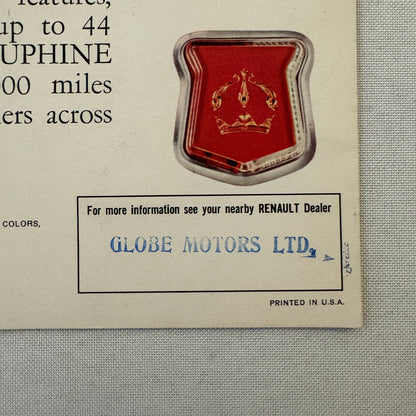 features,
up to 44
UPHINE
000 miles
ers across
COLORS,
For more information see your nearby RENAULT Dealer
GLOBE MOTORS LTD.
PRINTED IN U.S.A.